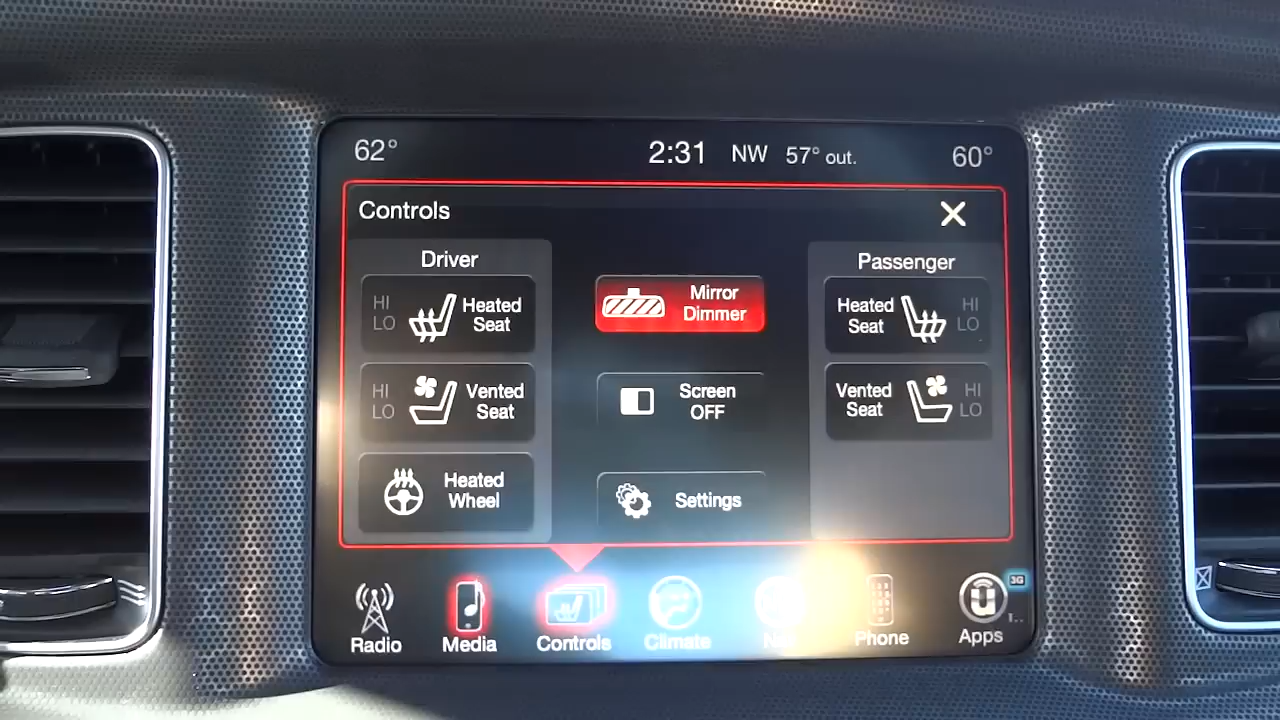 62° 2:31 NW 57° out. 60°
Controls
Driver
HI
LO
Heated
Seat
HI
LO
Vented
Seat
Heated
Wheel
Mirror
Dimmer
Screen
OFF
Settings
Passenger
Heated
Seat
HI
LO
Vented
Seat
HI
LO
Radio
Media
Controls
Climate
Phone
3G
Apps